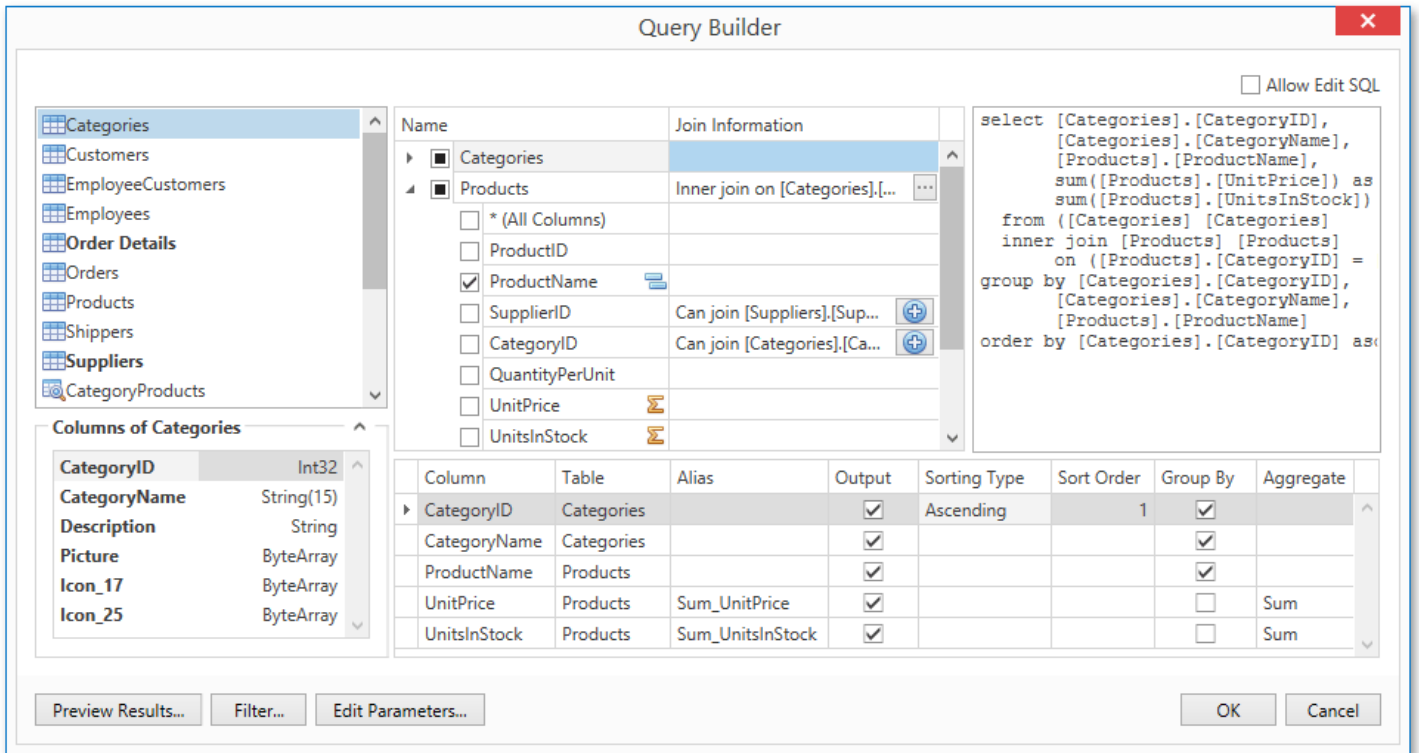 Query Builder
Allow Edit SQL
Categories
Customers
EmployeeCustomers
Employees
Order Details
Orders
Products
Shippers
Suppliers
CategoryProducts
Columns of Categories
CategoryID Int32
CategoryName String(15)
Description String
Picture ByteArray
Icon_17 ByteArray
Icon_25 ByteArray
Name Join Information
Categories
Products Inner join on [Categories].[... ...
* (All Columns)
ProductID
ProductName
SupplierID Can join [Suppliers].[Sup...
CategoryID Can join [Categories].[Ca...
QuantityPerUnit
UnitPrice Σ
UnitsInStock Σ
select [Categories].[CategoryID],
[Categories].[CategoryName],
[Products].[ProductName],
sum([Products].[UnitPrice]) as
sum([Products].[UnitsInStock])
from ([Categories] [Categories]
inner join [Products] [Products]
on ([Products].[CategoryID] =
group by [Categories].[CategoryID],
[Categories].[CategoryName],
[Products].[ProductName]
order by [Categories].[CategoryID] asc
Column Table Alias Output Sorting Type Sort Order Group By Aggregate
CategoryID Categories Ascending 1
CategoryName Categories
ProductName Products
UnitPrice Products Sum_UnitPrice Sum
UnitsInStock Products Sum_UnitsInStock Sum
Preview Results... Filter... Edit Parameters... OK Cancel